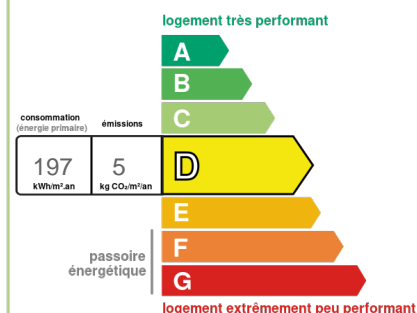 logement très performant
A
B
consommation
(énergie primaire)
émissions
C
197
kWh/m².an
5
kg CO₂/m²/an
D
E
passoire
énergétique
F
G
logement extrêmement peu performant